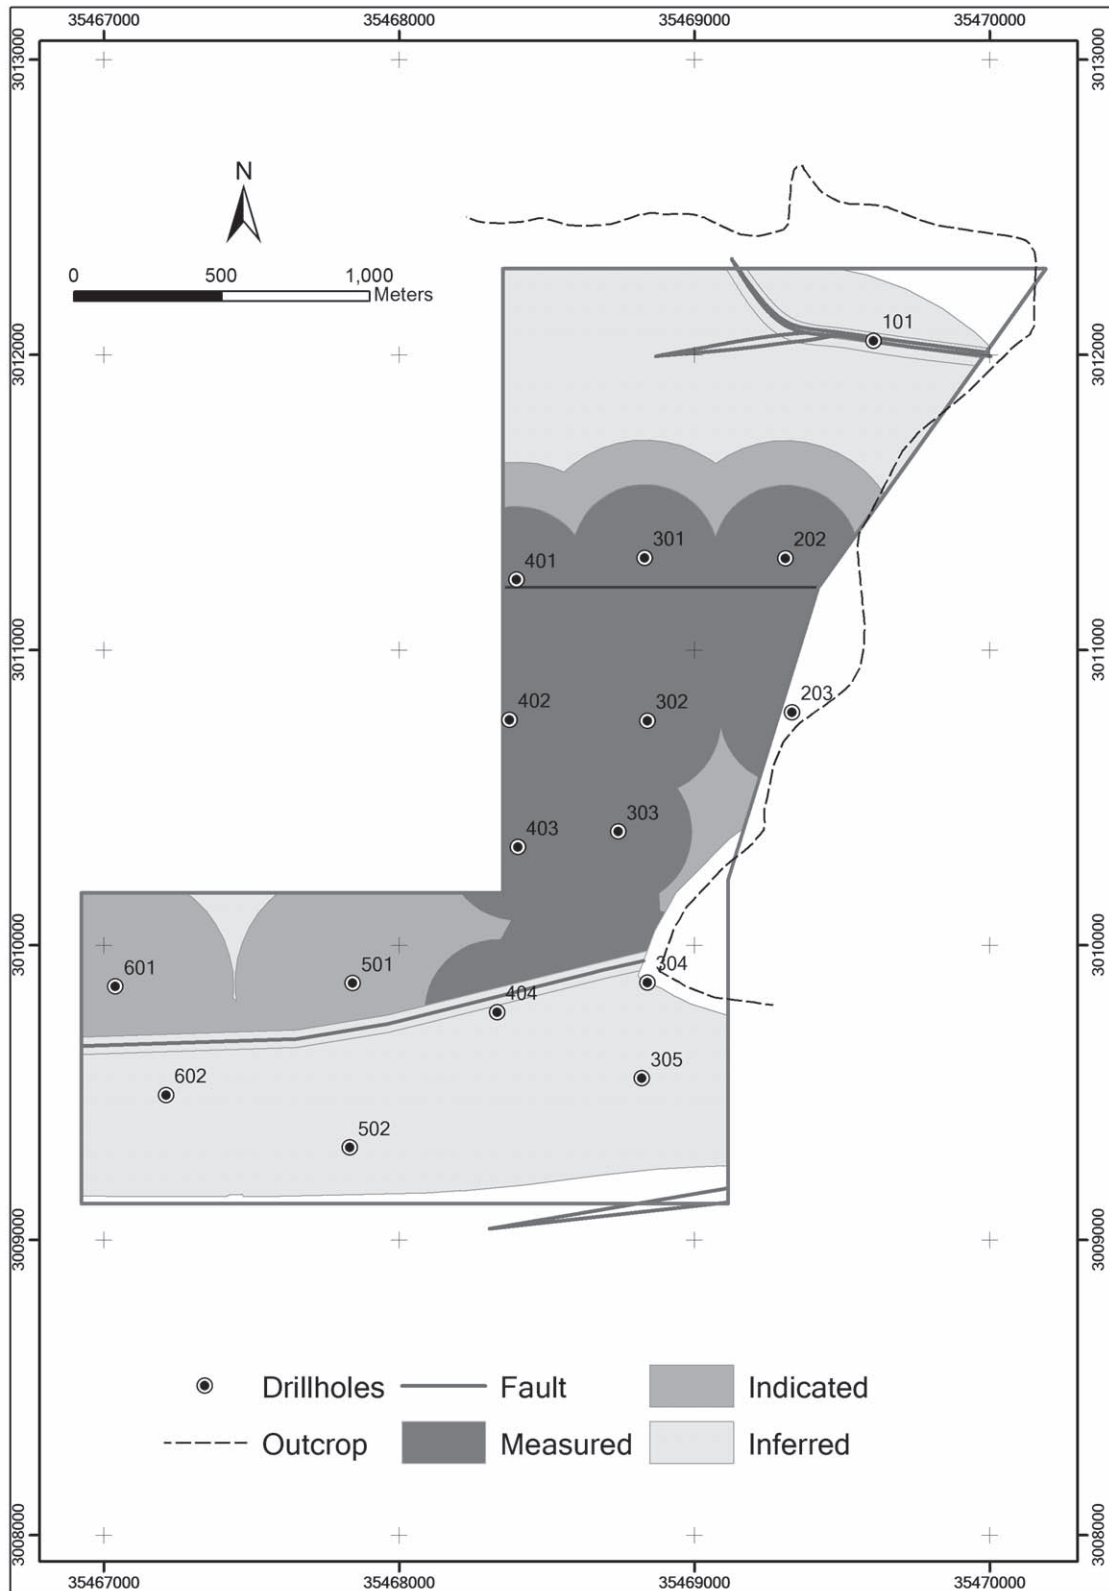 35467000 35468000 35469000 35470000
3013000 3013000
N
0 500 1,000
Meters
101
3012000 3012000
301 202
401
3011000 3011000
402 302 203
403 303
3010000 3010000
601 501 304
404
602 305
502
3009000 3009000
Drillholes Fault Indicated
Outcrop Measured Inferred
3008000 3008000
35467000 35468000 35469000 35470000